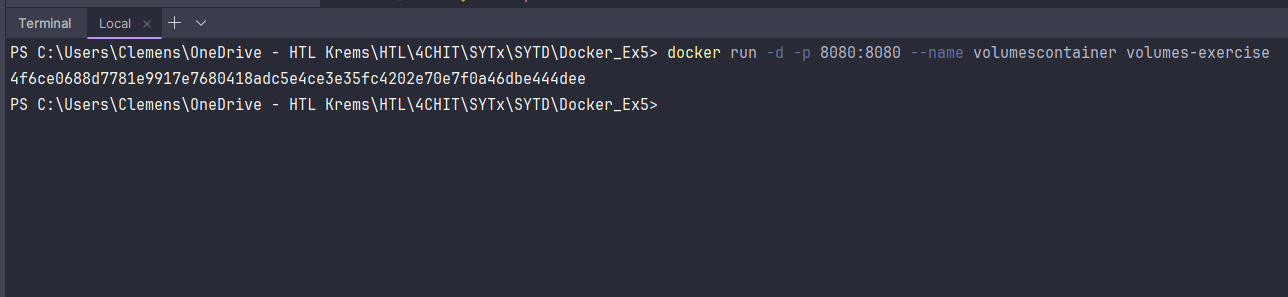 Terminal Local × +
PS C:\Users\Clemens\OneDrive - HTL Krems\HTL\4CHIT\SYTx\SYTD\Docker_Ex5> docker run -d -p 8080:8080 --name volumescontainer volumes-exercise
4f6ce0688d7781e9917e7680418adc5e4ce3e35fc4202e70e7f0a46dbe444dee
PS C:\Users\Clemens\OneDrive - HTL Krems\HTL\4CHIT\SYTx\SYTD\Docker_Ex5>